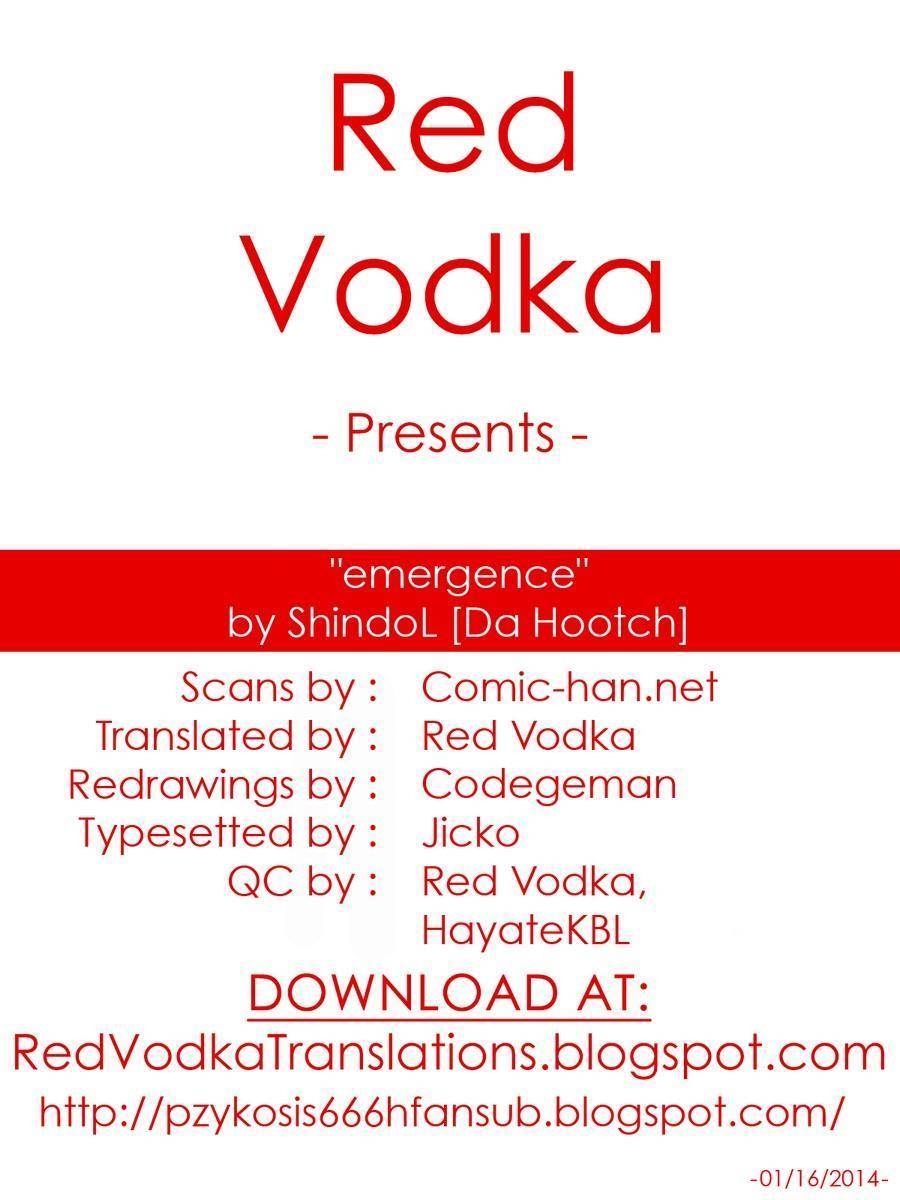 Red
Vodka
- Presents -
"emergence"
by ShindoL [Da Hootch]
Scans by : Comic-han.net
Translated by : Red Vodka
Redrawings by : Codegeman
Typesetted by : Jicko
QC by : Red Vodka,
HayateKBL
DOWNLOAD AT:
RedVodkaTranslations.blogspot.com
http://pzykosis666hfansub.blogspot.com/
-01/16/2014-